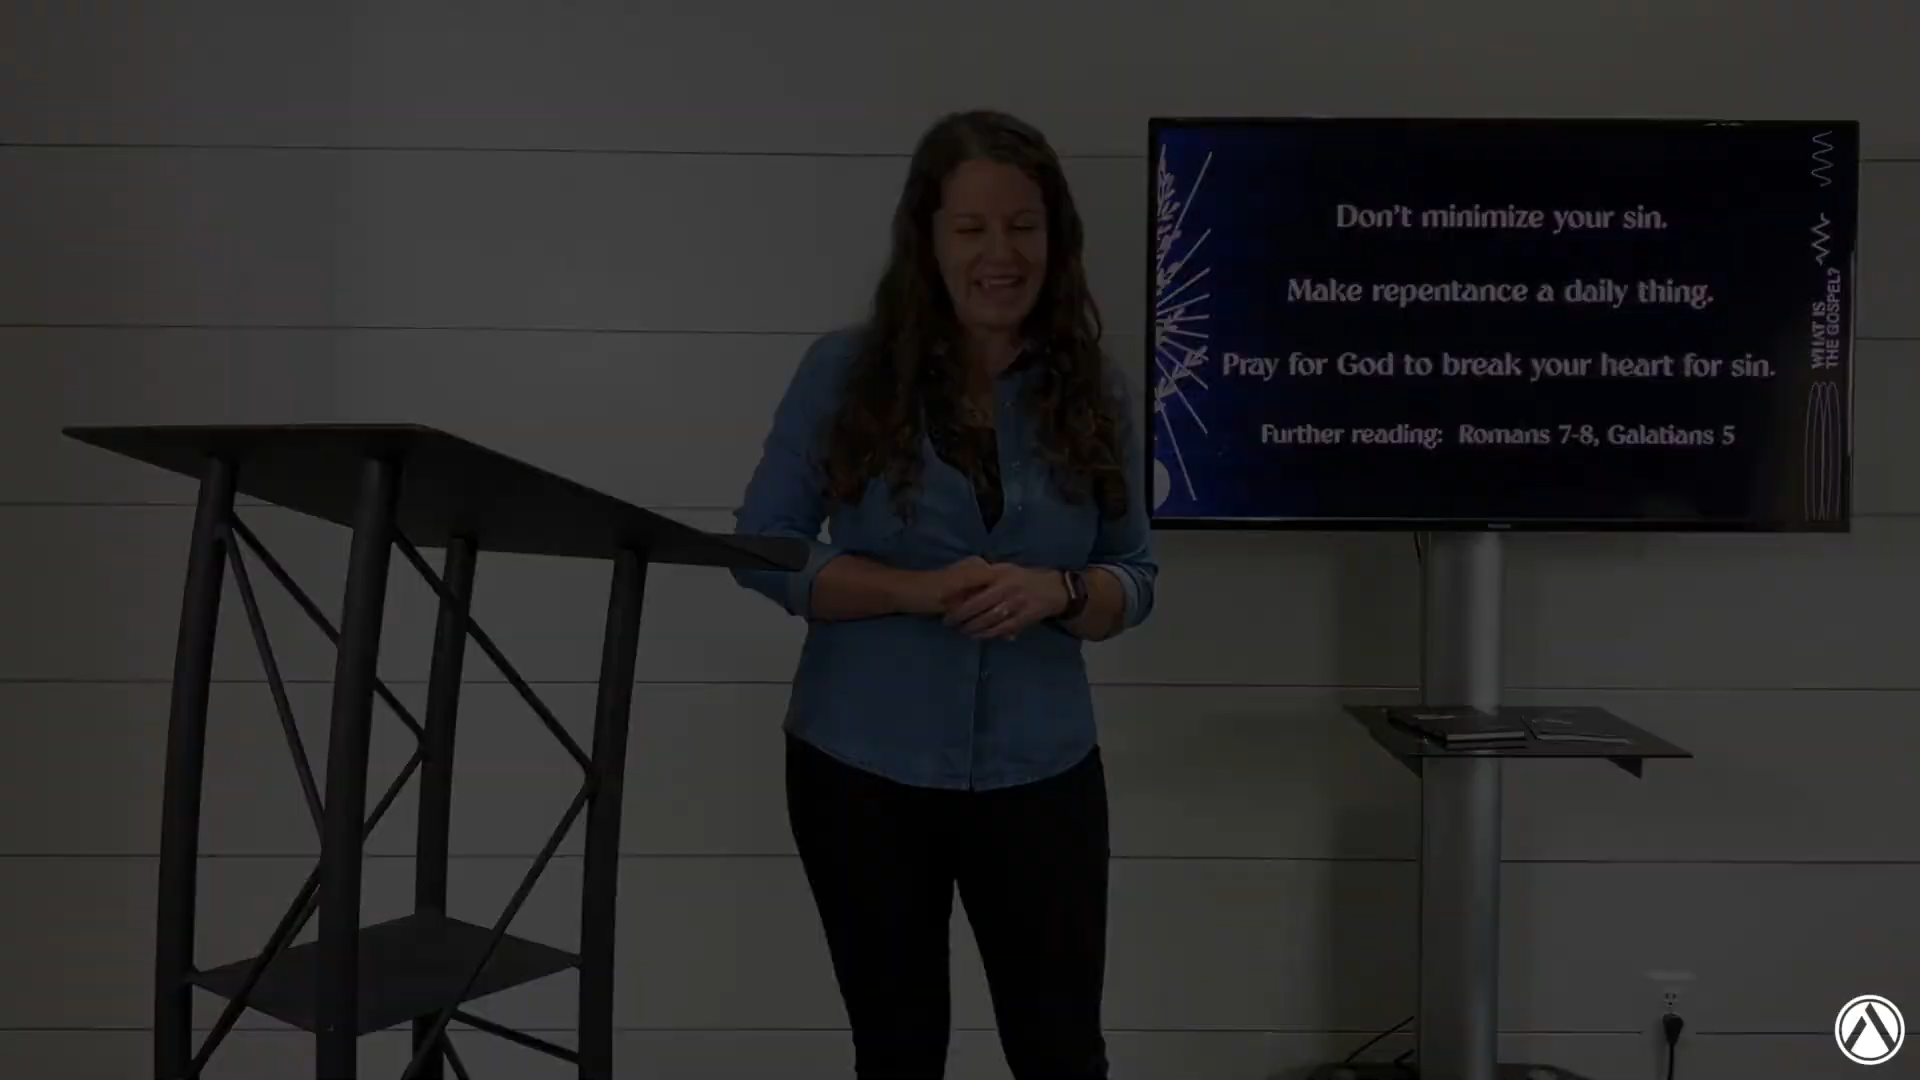 Don't minimize your sin.
Make repentance a daily thing.
Pray for God to break your heart for sin.
Further reading: Romans 7-8, Galatians 5
WHAT IS
THE GOSPEL?